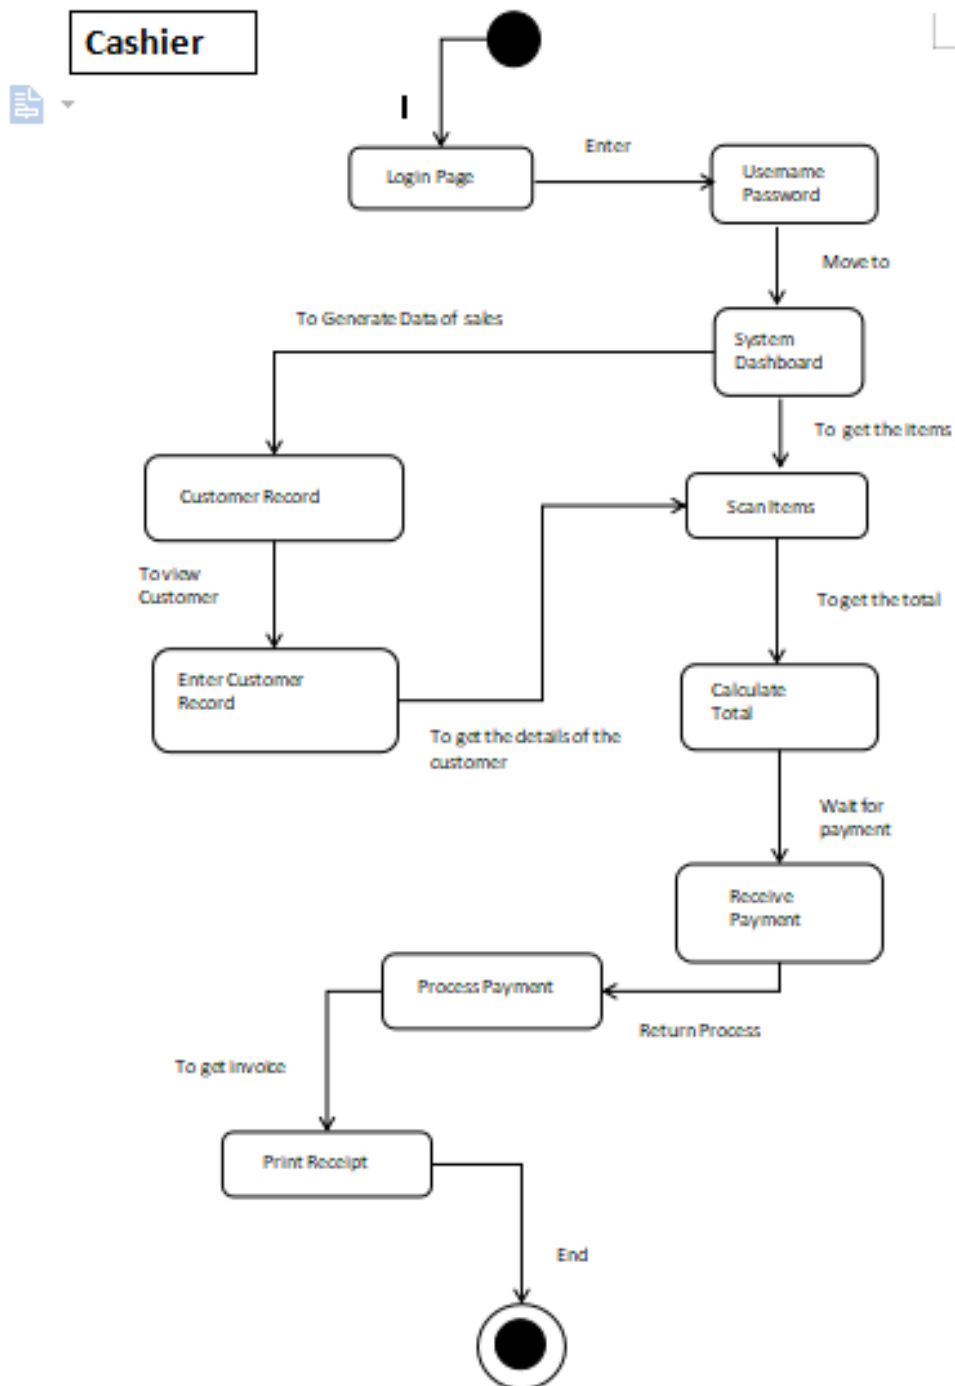 Cashier
Enter
Login Page
Username
Password
Move to
To Generate Data of sales
System
Dashboard
To get the items
Customer Record
Scan Items
To view
Customer
To get the total
Enter Customer
Record
Calculate
Total
To get the details of the
customer
Wait for
payment
Receive
Payment
Process Payment
Return Process
To get invoice
Print Receipt
End